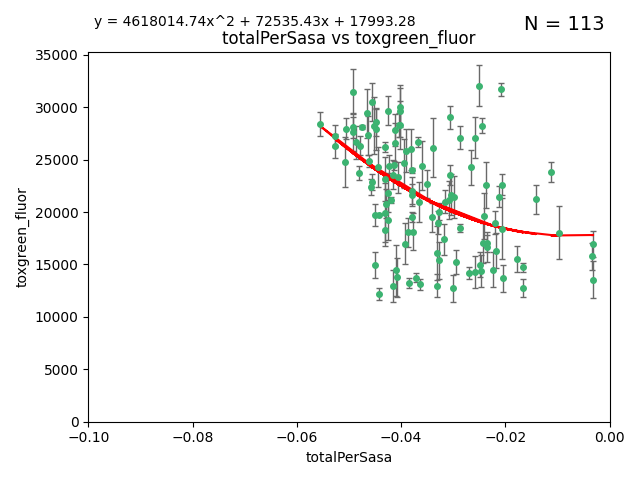 y = 4618014.74x^2 + 72535.43x + 17993.28
N = 113
totalPerSasa vs toxgreen_fluor
35000
30000
25000
20000
15000
10000
5000
0
toxgreen_fluor
−0.10
−0.08
−0.06
−0.04
−0.02
0.00
totalPerSasa